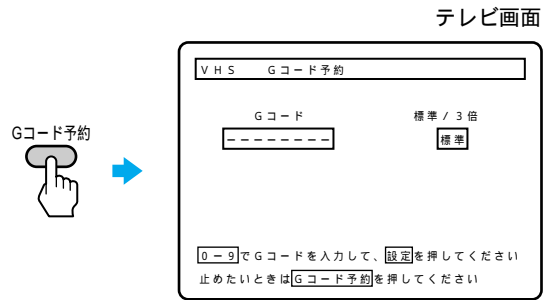 テレビ画面
VHS Gコード予約
Gコード 標準/3倍
−−−−−−−− 標準
Gコード予約
0−9でGコードを入力して、設定を押してください
止めたいときはGコード予約を押してください